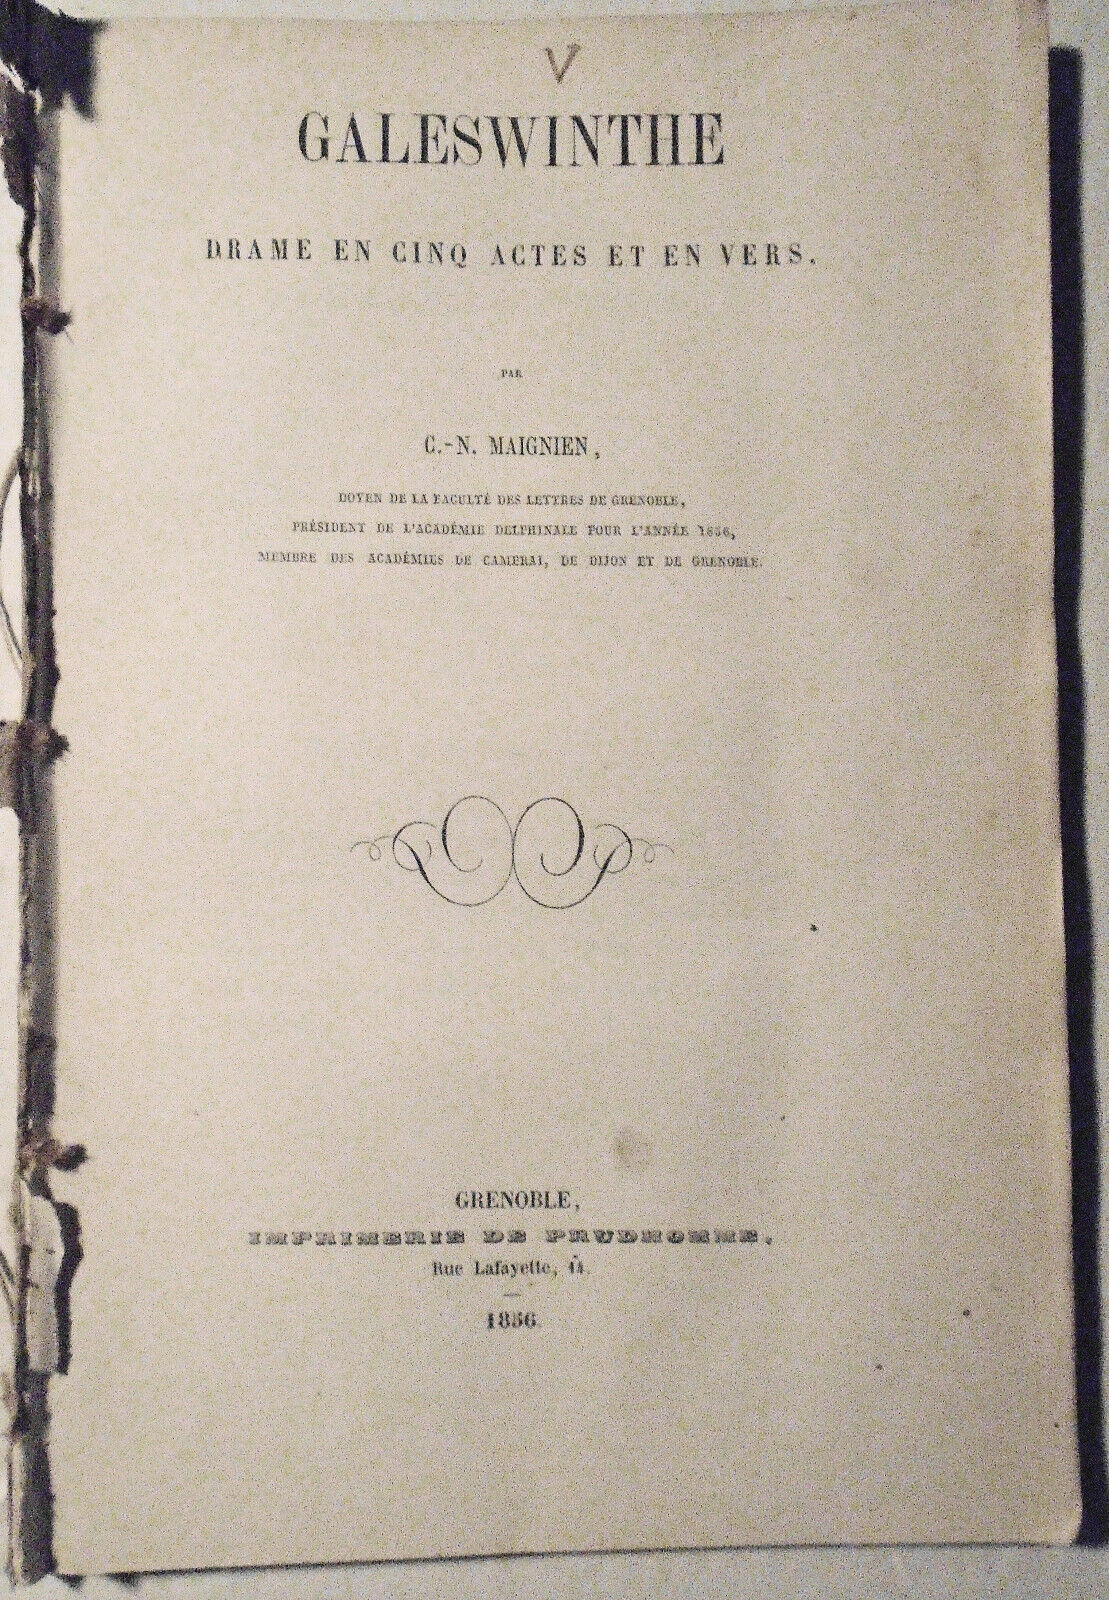 V
GALESWINTHE
DRAME EN CINQ ACTES ET EN VERS.
PAR
C.-N. MAIGNIEN,
DOYEN DE LA FACULTÉ DES LETTRES DE GRENOBLE,
PRÉSIDENT DE L'ACADÉMIE DELPHINALE POUR L'ANNÉE 1856,
MEMBRE DES ACADÉMIES DE CAMBRAI, DE DIJON ET DE GRENOBLE.
GRENOBLE,
IMPRIMERIE DE PRUDHOMME,
Rue Lafayette, 14.
1856